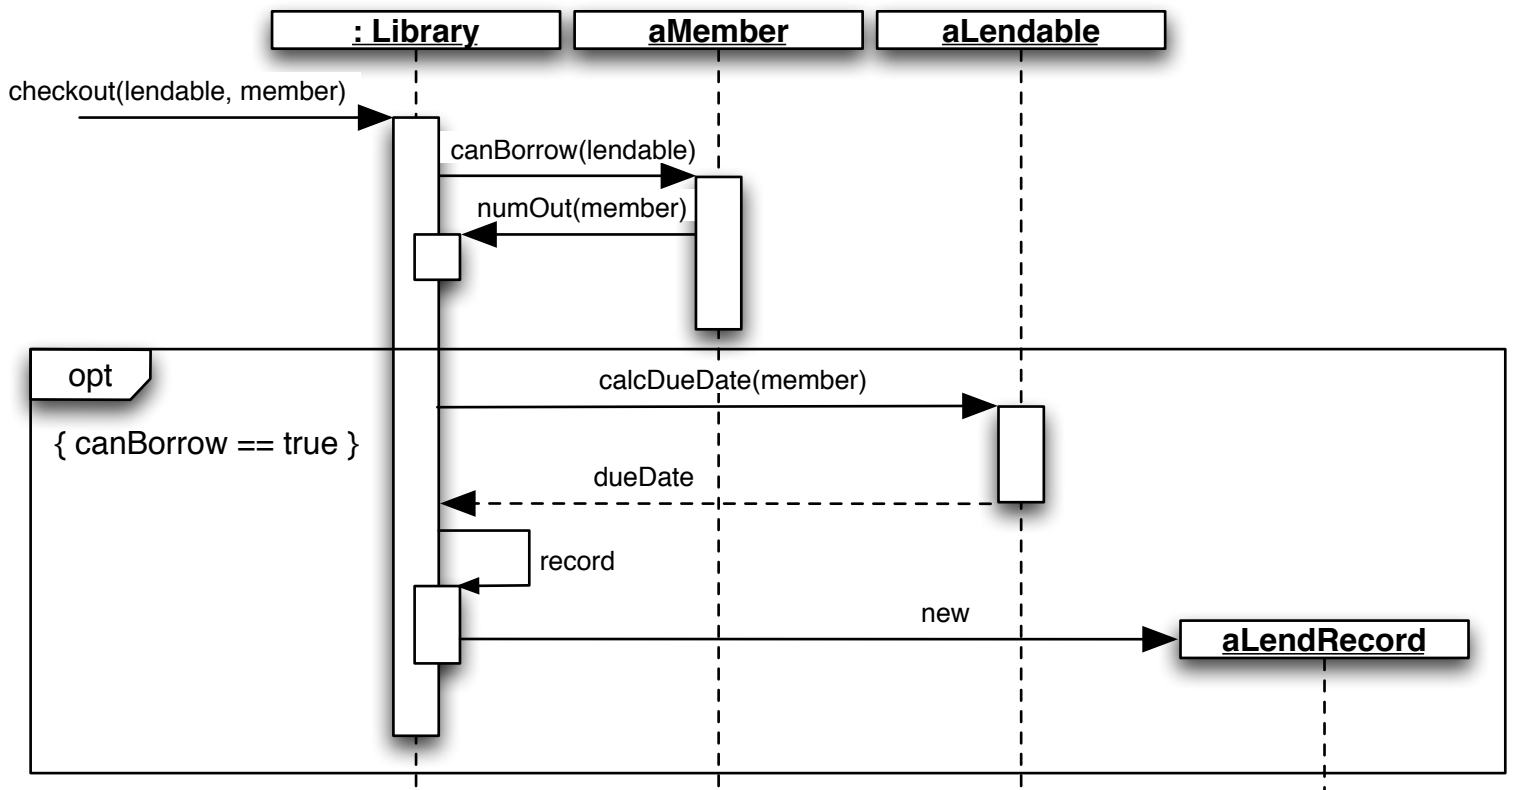 : Library
aMember
aLendable
checkout(lendable, member)
canBorrow(lendable)
numOut(member)
opt
calcDueDate(member)
{ canBorrow == true }
dueDate
record
new
aLendRecord